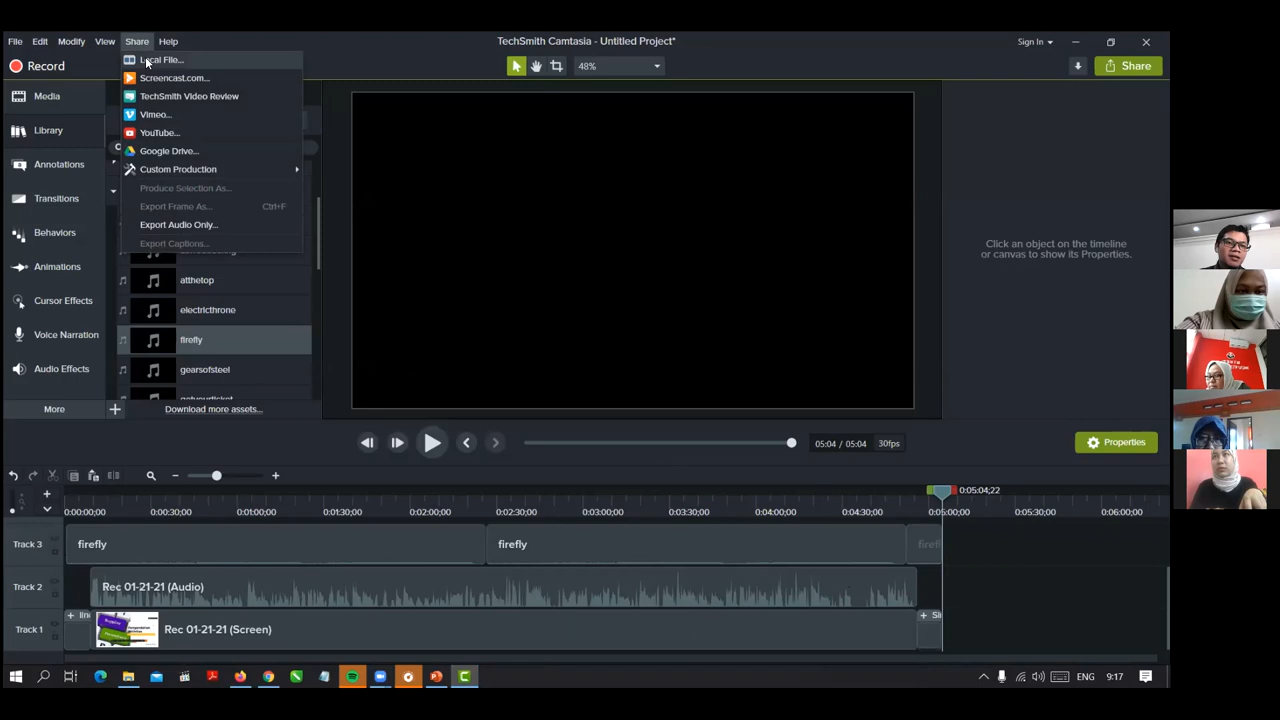 File Edit Modify View Share Help
TechSmith Camtasia - Untitled Project*
Sign In
Record
48%
Share
Local File...
Screencast.com...
TechSmith Video Review
Vimeo...
YouTube...
Google Drive...
Custom Production
Produce Selection As...
Export Frame As... Ctrl+F
Export Audio Only...
Export Captions...
Media
Library
Annotations
Transitions
Behaviors
Animations
Cursor Effects
Voice Narration
Audio Effects
More
atthetop
electricthrone
firefly
gearsofsteel
Download more assets...
Click an object on the timeline
or canvas to show its Properties.
05:04 / 05:04 30fps
Properties
0:05:04;22
0:00:00;00 0:00:30;00 0:01:00;00 0:01:30;00 0:02:00;00 0:02:30;00 0:03:00;00 0:03:30;00 0:04:00;00 0:04:30;00 0:05:00;00 0:05:30;00 0:06:00;00
Track 3 firefly firefly
Track 2 Rec 01-21-21 (Audio)
Track 1 Rec 01-21-21 (Screen)
ENG 9:17